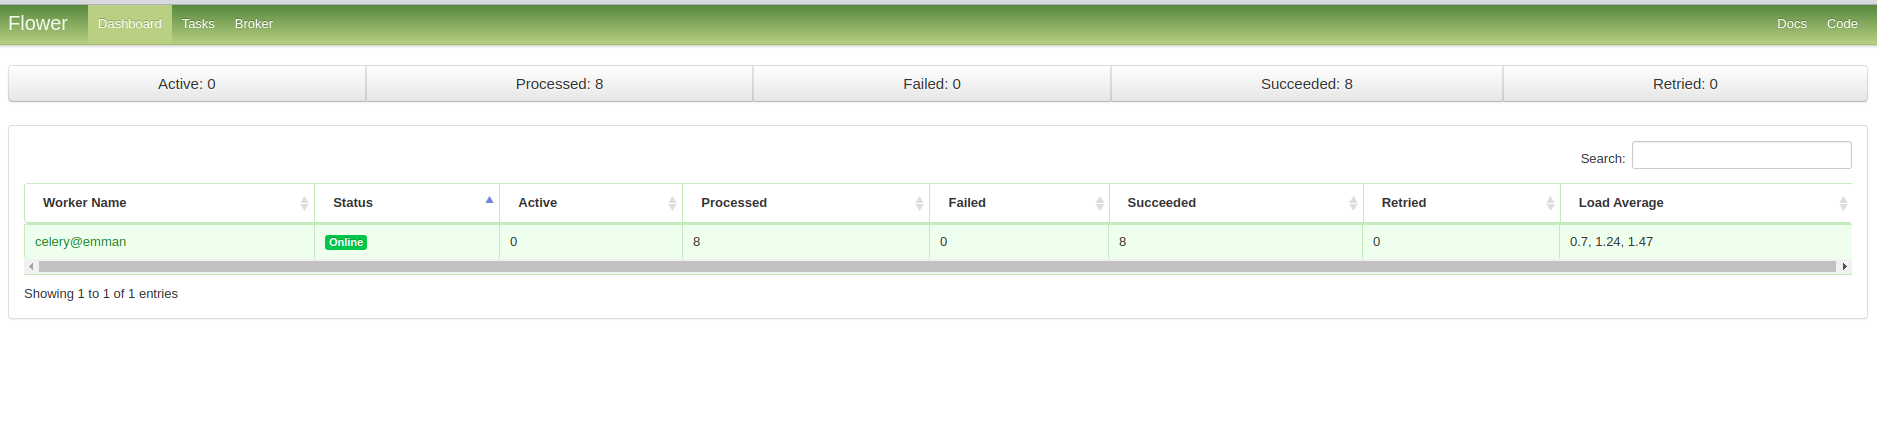 Flower Dashboard Tasks Broker Docs Code
Active: 0 Processed: 8 Failed: 0 Succeeded: 8 Retried: 0
Search:
Worker Name Status Active Processed Failed Succeeded Retried Load Average
celery@emman Online 0 8 0 8 0 0.7, 1.24, 1.47
Showing 1 to 1 of 1 entries